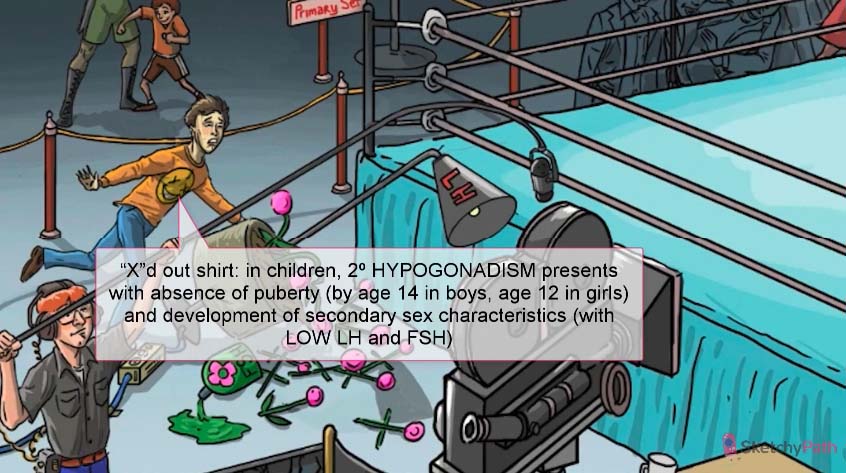 Primary Set
LH
“X”d out shirt: in children, 2º HYPOGONADISM presents
with absence of puberty (by age 14 in boys, age 12 in girls)
and development of secondary sex characteristics (with
LOW LH and FSH)
SketchyPath